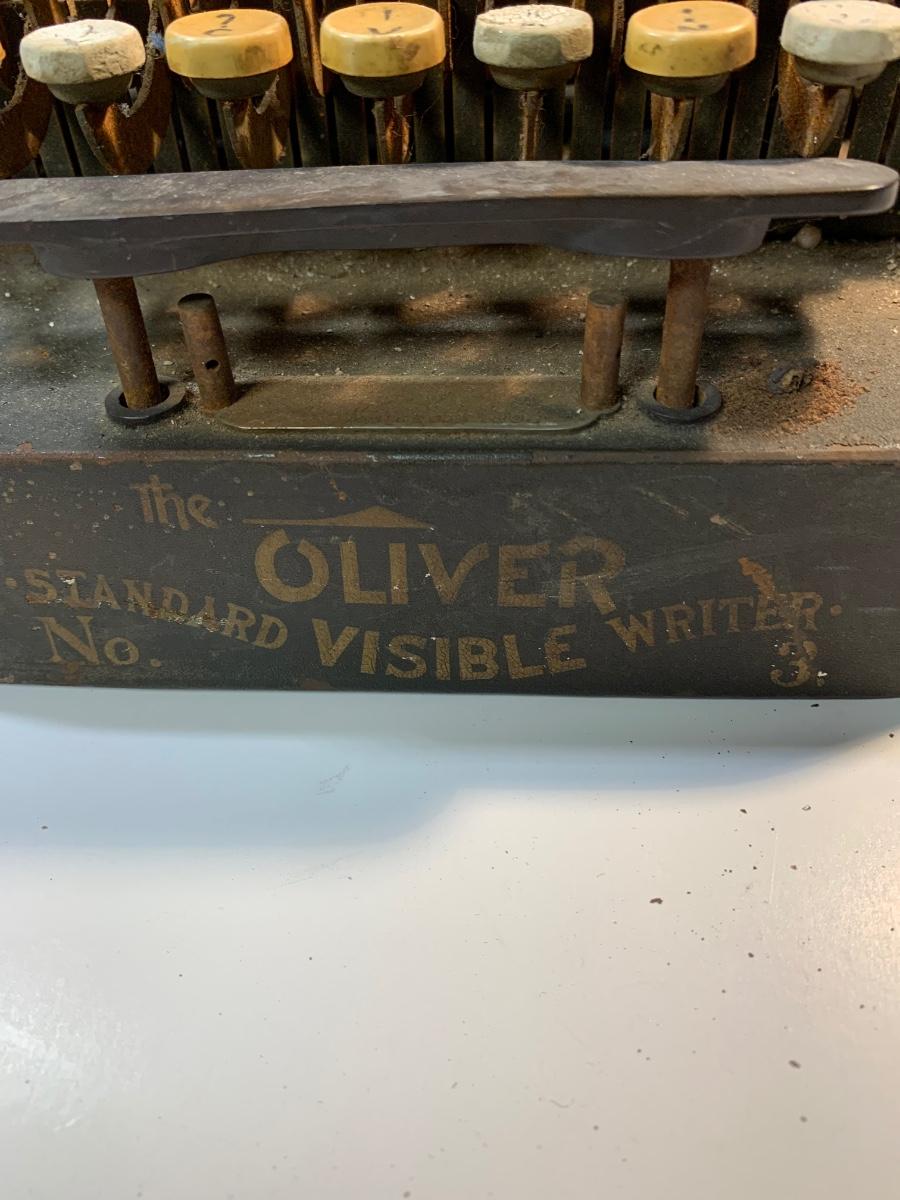 ?
The
OLIVER
·STANDARD VISIBLE WRITER·
No. 3.